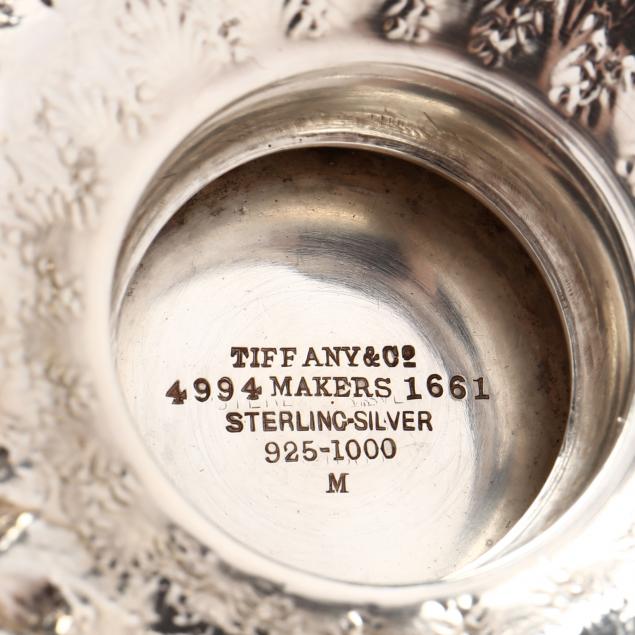 TIFFANY & Cº
4994 MAKERS 1661
STERLING-SILVER
925-1000
M